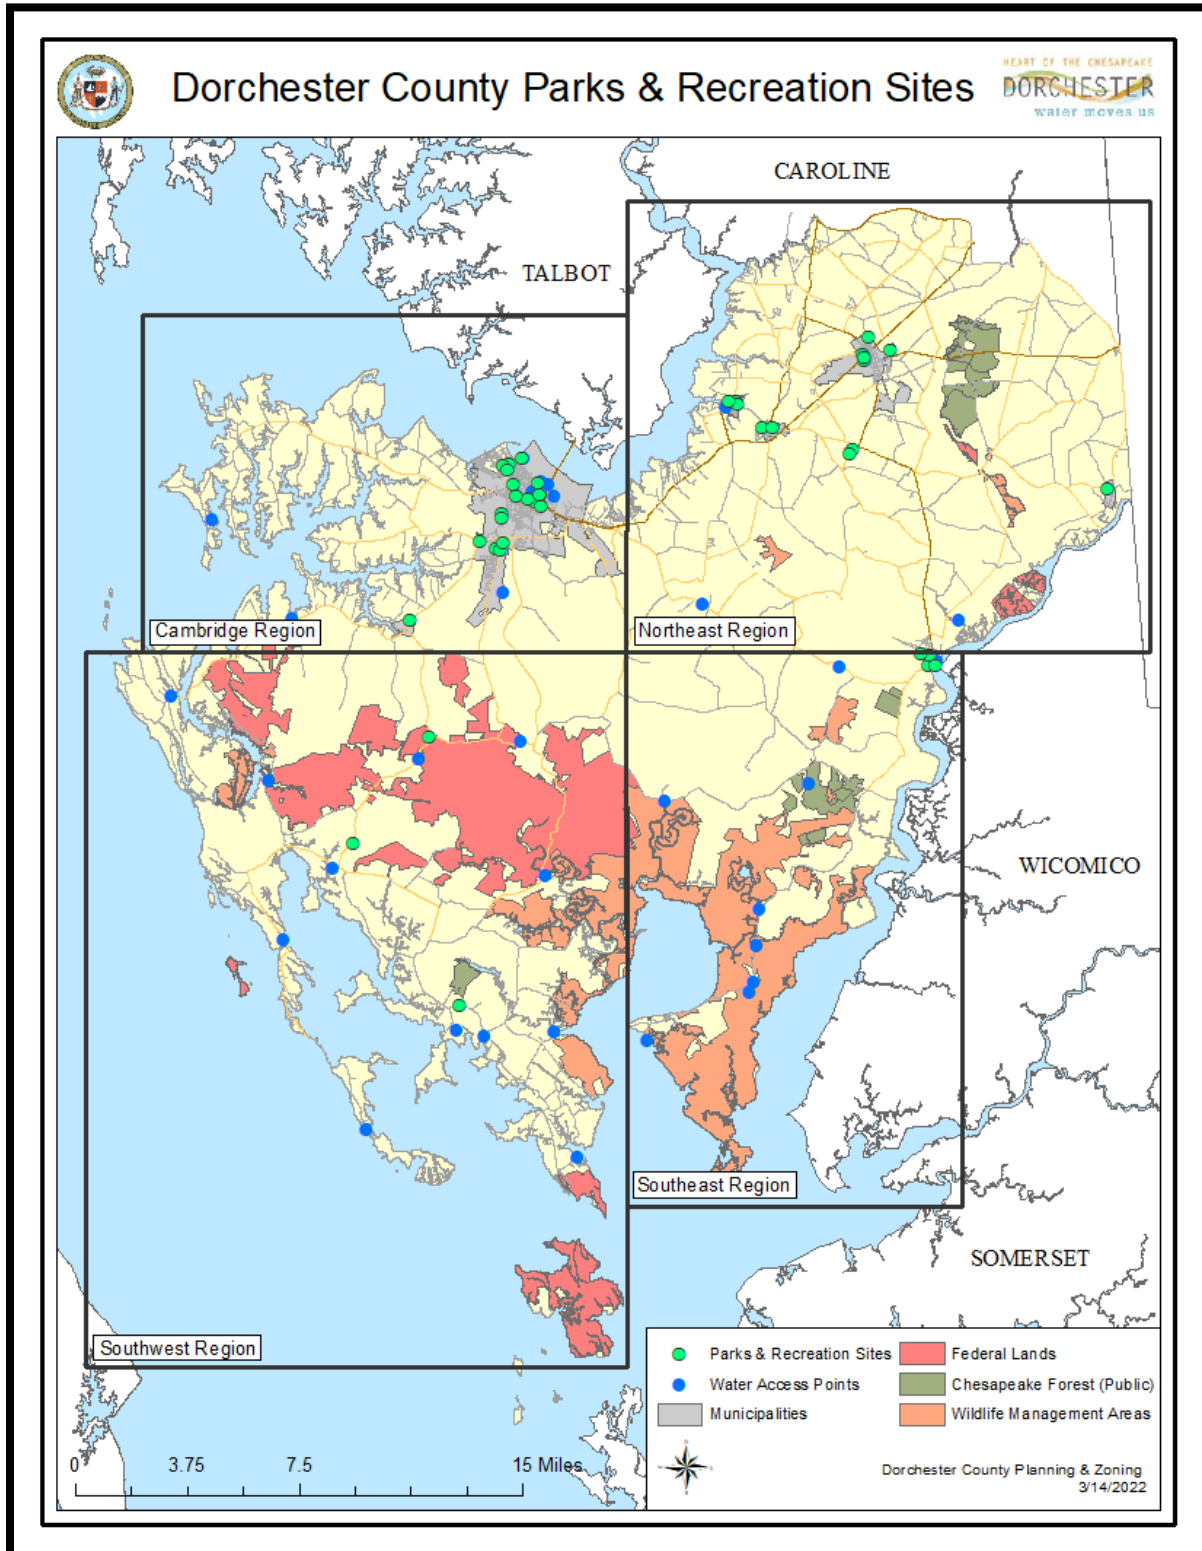 Dorchester County Parks & Recreation Sites
HEART OF THE CHESAPEAKE
DORCHESTER
water moves us
CAROLINE
TALBOT
Cambridge Region
Northeast Region
WICOMICO
Southeast Region
SOMERSET
Southwest Region
Parks & Recreation Sites
Federal Lands
Water Access Points
Chesapeake Forest (Public)
Municipalities
Wildlife Management Areas
0 3.75 7.5 15 Miles
Dorchester County Planning & Zoning
3/14/2022